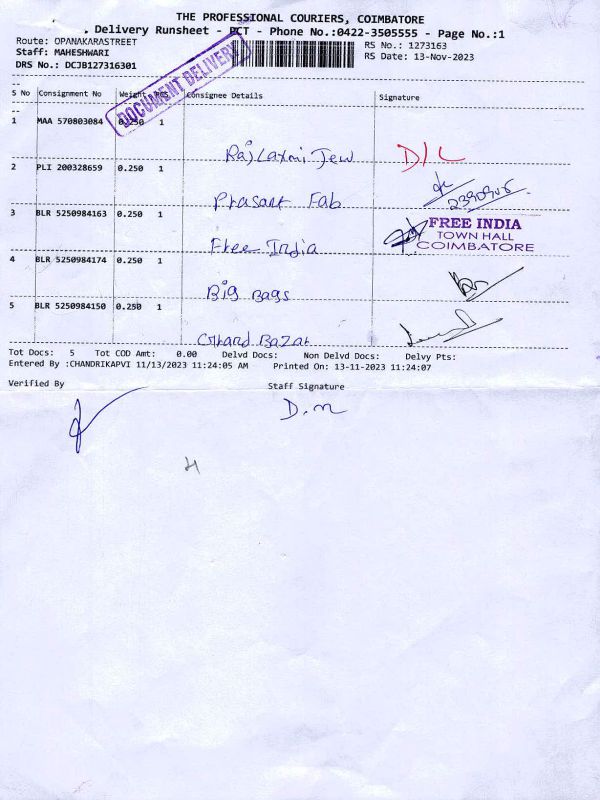 THE PROFESSIONAL COURIERS, COIMBATORE
Delivery Runsheet - PCT - Phone No.:0422-3505555 - Page No.:1
Route: OPANAKARASTREET RS No.: 1273163
Staff: MAHESHWARI RS Date: 13-Nov-2023
DRS No.: DCJB127316301
DOCUMENT DELIVERY
S No Consignment No Weight PCS Consignee Details Signature
1 MAA 570803084 0.250 1
Rajlaxmi Jew D/L
2 PLI 200328659 0.250 1
Prasant Fab
3 BLR 5250984163 0.250 1
FREE INDIA
TOWN HALL
Free India COIMBATORE
4 BLR 5250984174 0.250 1
Big Bags
5 BLR 5250984150 0.250 1
Grand Bazar
Tot Docs: 5 Tot COD Amt: 0.00 Delvd Docs: Non Delvd Docs: Delvy Pts:
Entered By :CHANDRIKAPVI 11/13/2023 11:24:05 AM Printed On: 13-11-2023 11:24:07
Verified By Staff Signature
D.m
4